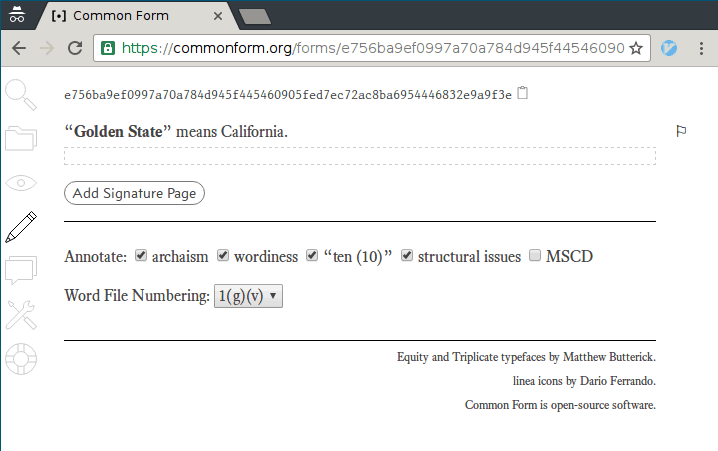 [•] Common Form
https://commonform.org/forms/e756ba9ef0997a70a784d945f44546090
e756ba9ef0997a70a784d945f445460905fed7ec72ac8ba6954446832e9a9f3e
“Golden State” means California.
Add Signature Page
Annotate: archaism wordiness “ten (10)” structural issues MSCD
Word File Numbering: 1(g)(v)
Equity and Triplicate typefaces by Matthew Butterick.
linea icons by Dario Ferrando.
Common Form is open-source software.